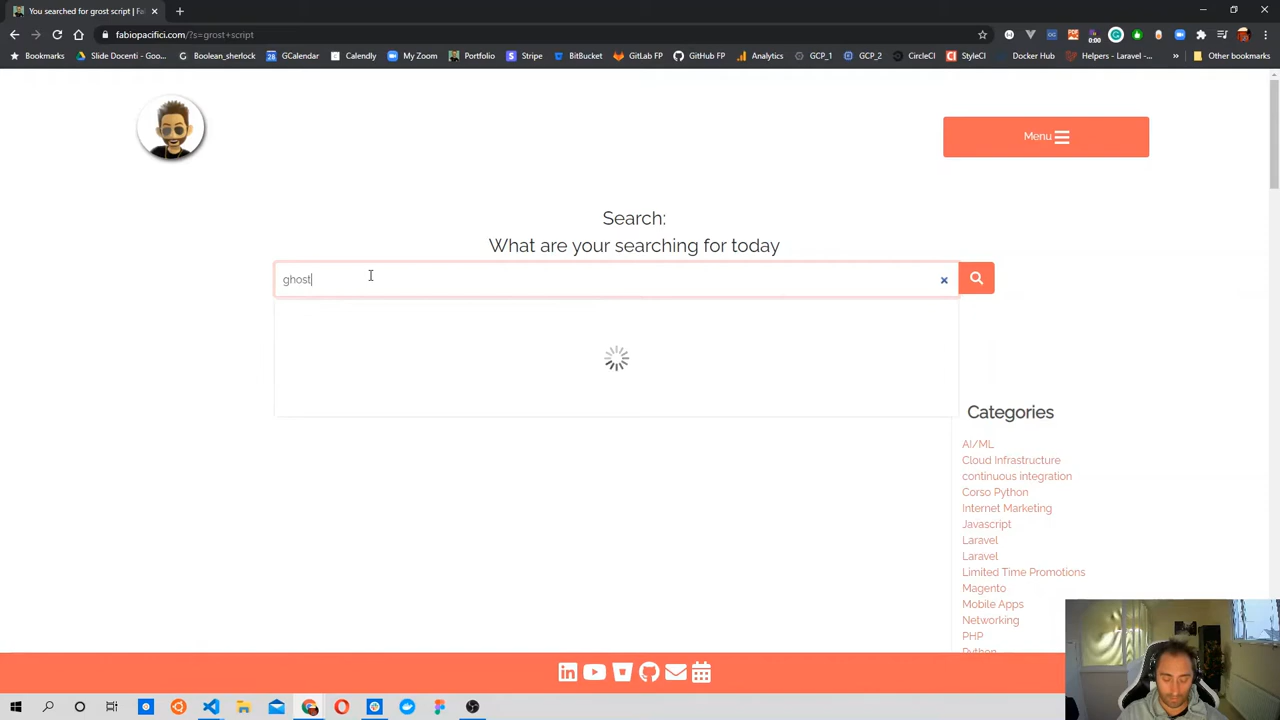 You searched for grost script | Fa
fabiopacifici.com/?s=grost+script
Bookmarks
Slide Docenti - Goo...
Boolean_sherlock
GCalendar
Calendly
My Zoom
Portfolio
Stripe
BitBucket
GitLab FP
GitHub FP
Analytics
GCP_1
GCP_2
CircleCI
StyleCI
Docker Hub
Helpers - Laravel -...
Other bookmarks
Menu
Search:
What are your searching for today
ghost
Categories
AI/ML
Cloud Infrastructure
continuous integration
Corso Python
Internet Marketing
Javascript
Laravel
Laravel
Limited Time Promotions
Magento
Mobile Apps
Networking
PHP
Python